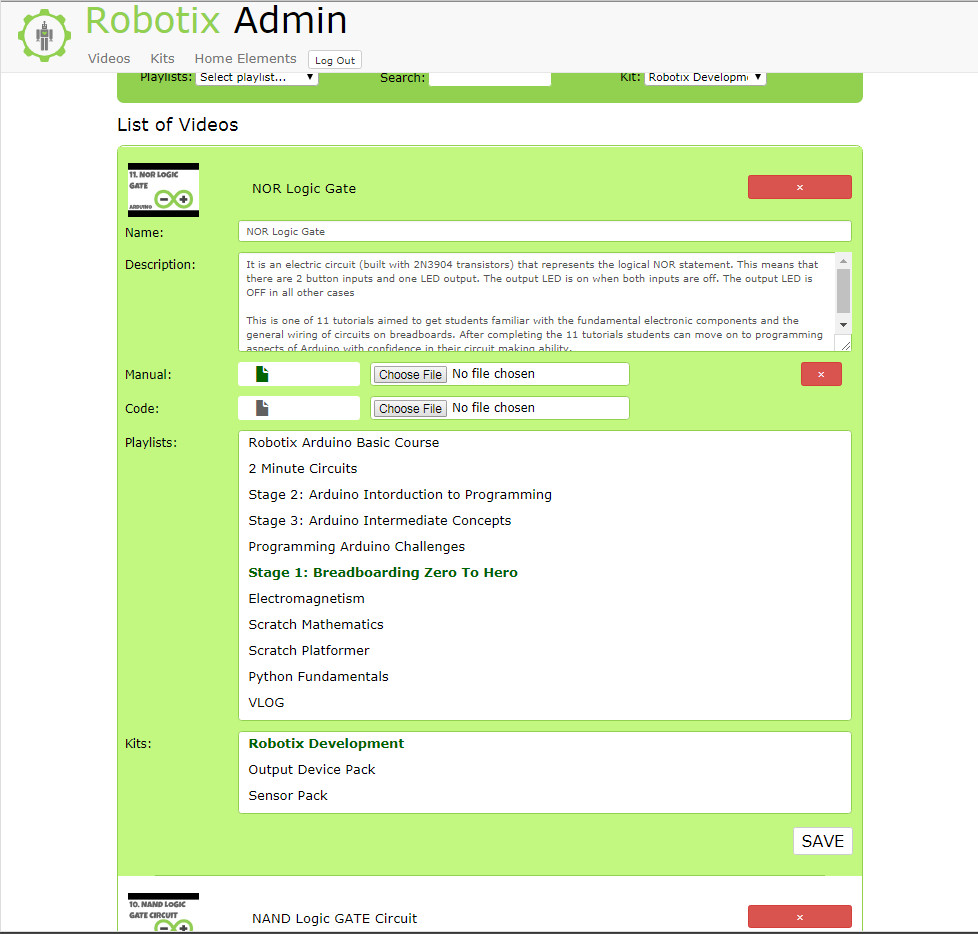 Robotix Admin
Videos Kits Home Elements Log Out
Playlists: Select playlist... Search: Kit: Robotix Developm
List of Videos
11. NOR LOGIC
GATE
ARDUINO
NOR Logic Gate
×
Name: NOR Logic Gate
Description: It is an electric circuit (built with 2N3904 transistors) that represents the logical NOR statement. This means that
there are 2 button inputs and one LED output. The output LED is on when both inputs are off. The output LED is
OFF in all other cases
This is one of 11 tutorials aimed to get students familiar with the fundamental electronic components and the
general wiring of circuits on breadboards. After completing the 11 tutorials students can move on to programming
aspects of Arduino with confidence in their circuit making ability.
Manual: Choose File No file chosen ×
Code: Choose File No file chosen
Playlists: Robotix Arduino Basic Course
2 Minute Circuits
Stage 2: Arduino Intorduction to Programming
Stage 3: Arduino Intermediate Concepts
Programming Arduino Challenges
Stage 1: Breadboarding Zero To Hero
Electromagnetism
Scratch Mathematics
Scratch Platformer
Python Fundamentals
VLOG
Kits: Robotix Development
Output Device Pack
Sensor Pack
SAVE
10. NAND LOGIC
GATE CIRCUIT
NAND Logic GATE Circuit
×